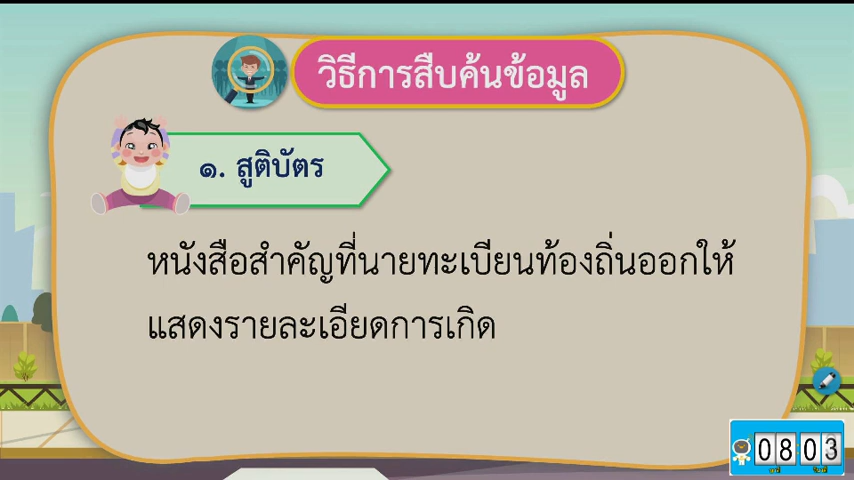 วิธีการสืบค้นข้อมูล
๑. สูติบัตร
หนังสือสำคัญที่นายทะเบียนท้องถิ่นออกให้
แสดงรายละเอียดการเกิด
0803